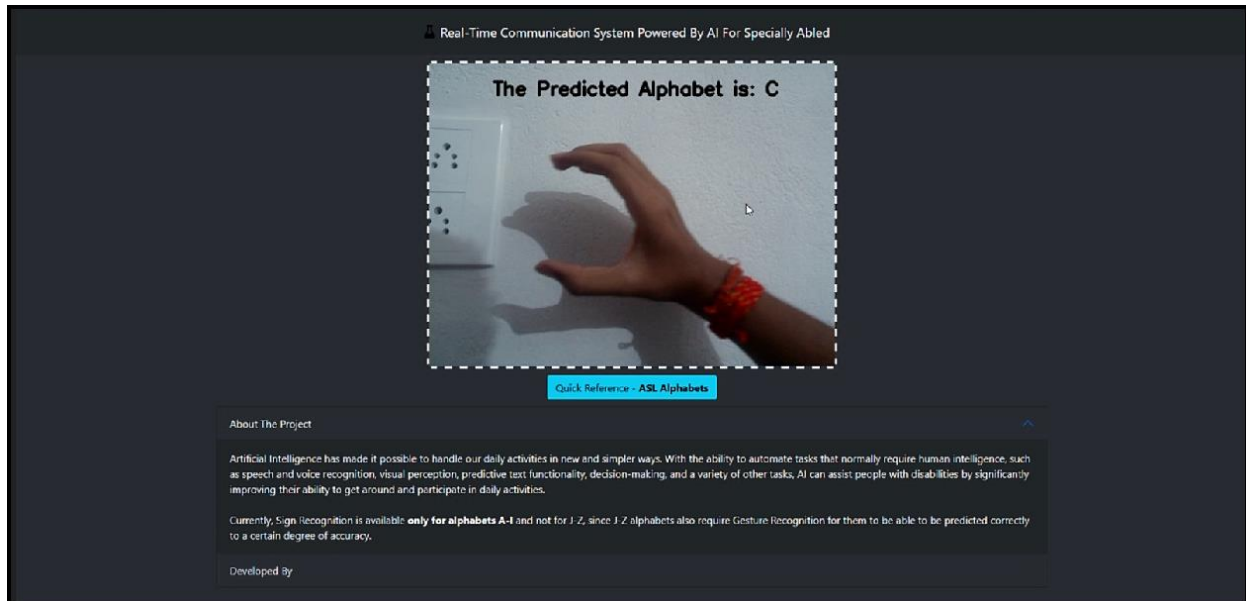 Real-Time Communication System Powered By AI For Specially Abled
The Predicted Alphabet is: C
Quick Reference - ASL Alphabets
About The Project
Artificial Intelligence has made it possible to handle our daily activities in new and simpler ways. With the ability to automate tasks that normally require human intelligence, such
as speech and voice recognition, visual perception, predictive text functionality, decision-making, and a variety of other tasks, AI can assist people with disabilities by significantly
improving their ability to get around and participate in daily activities.
Currently, Sign Recognition is available only for alphabets A-I and not for J-Z, since J-Z alphabets also require Gesture Recognition for them to be able to be predicted correctly
to a certain degree of accuracy.
Developed By